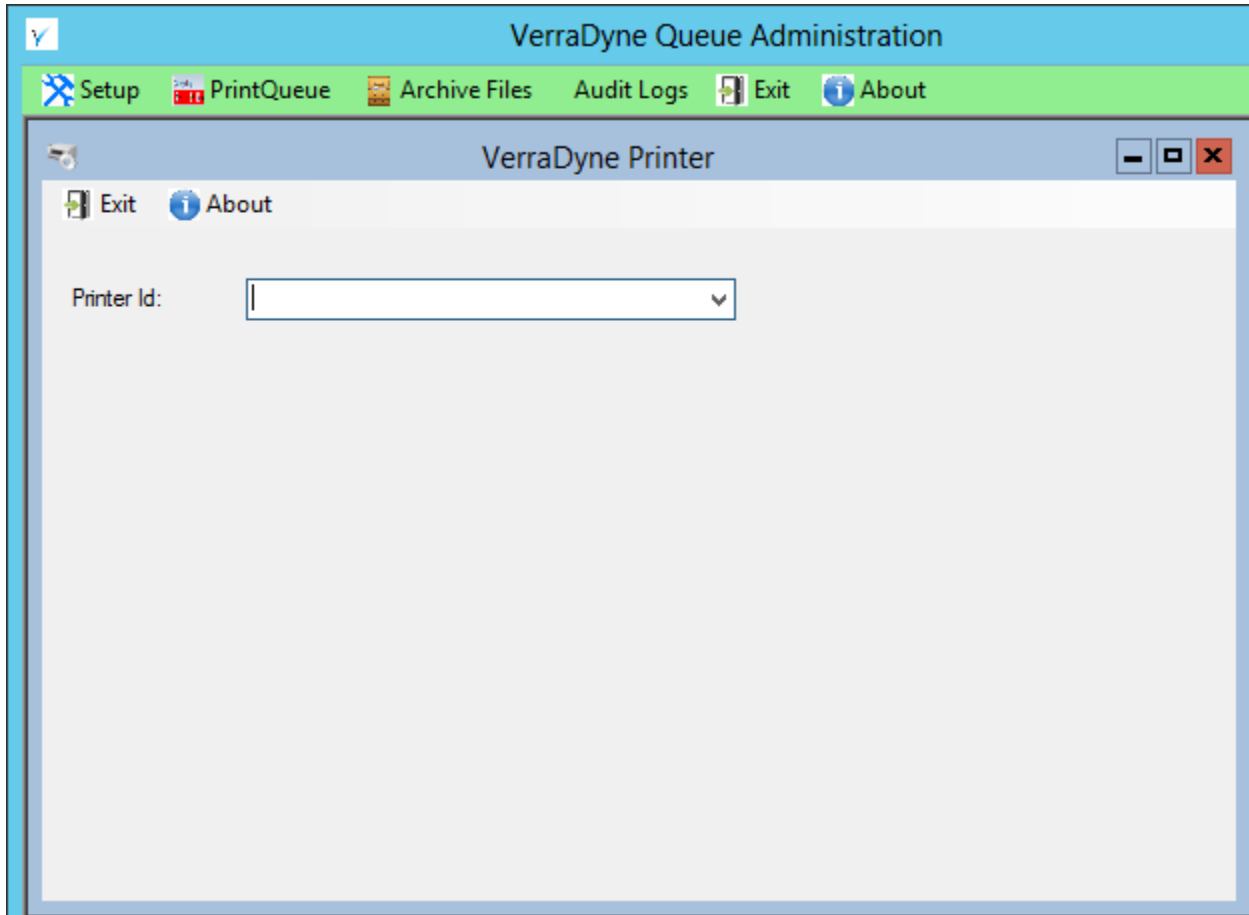 VerraDyne Queue Administration
Setup PrintQueue Archive Files Audit Logs Exit About
VerraDyne Printer
Exit About
Printer Id: